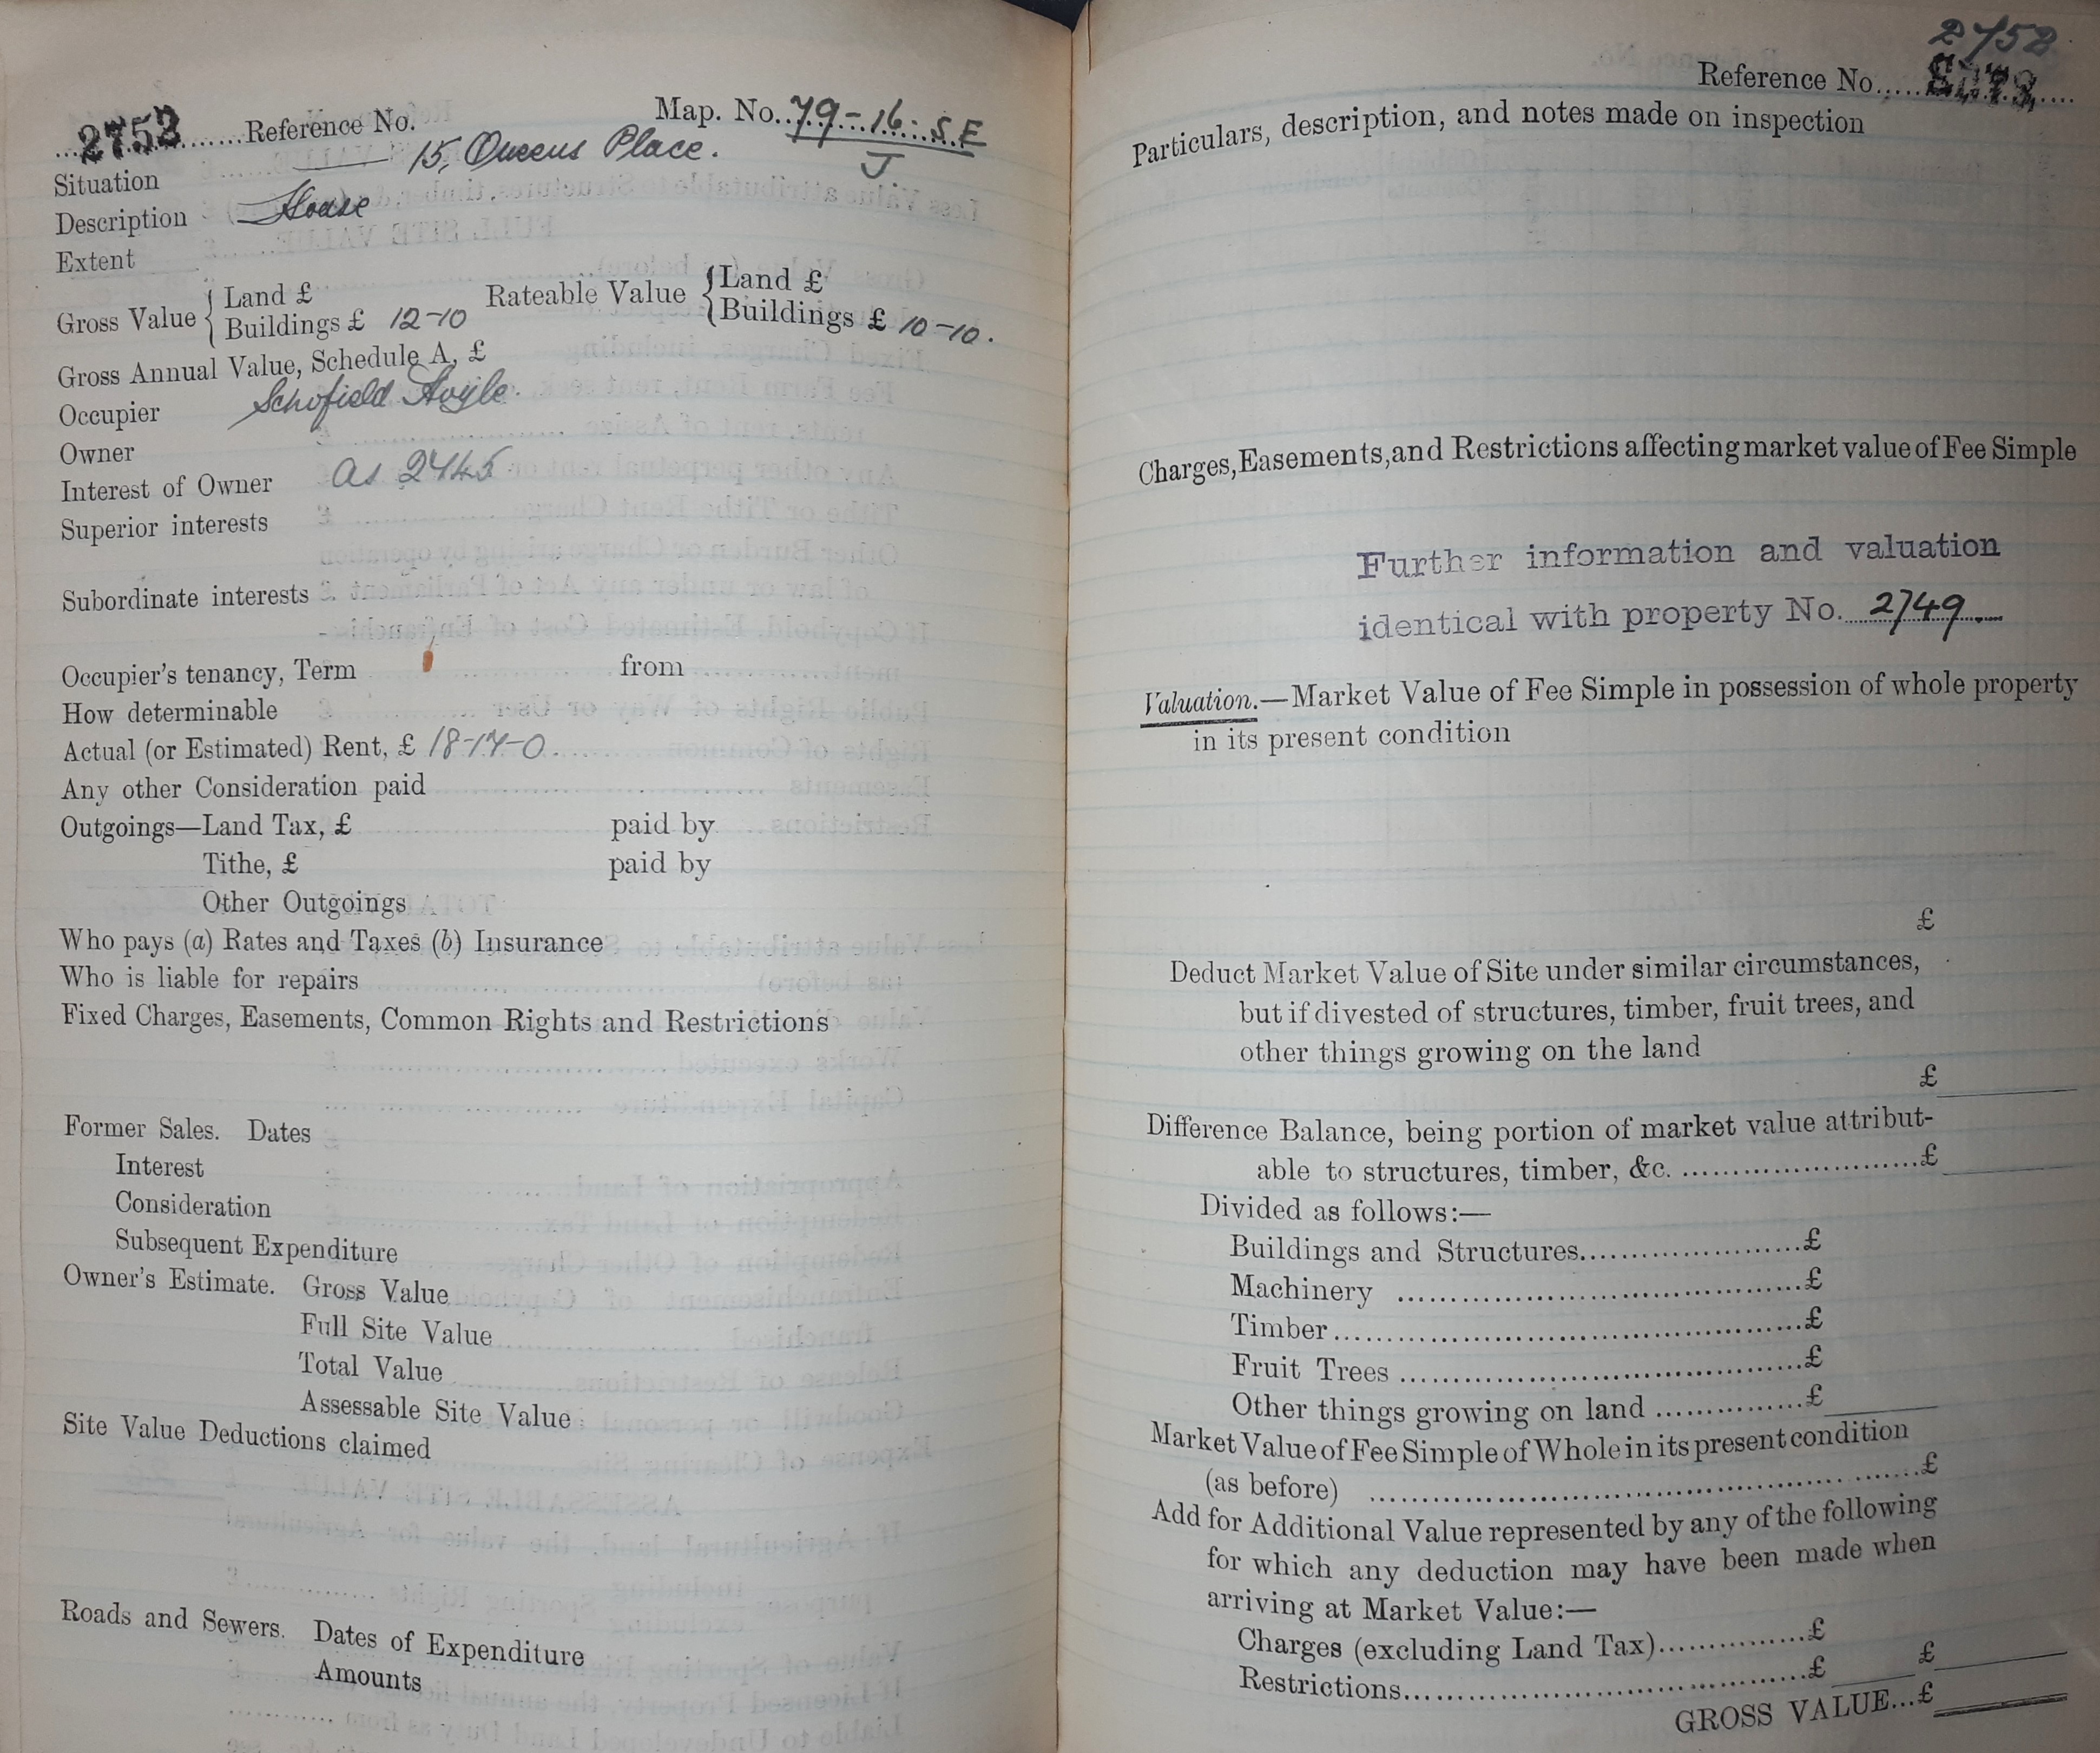 2752 Reference No. Map. No. 79-16. S.E
J
Situation 15, Queens Place.
Description House
Extent
Gross Value { Land £
Buildings £ 12-10
Rateable Value { Land £
Buildings £ 10-10.
Gross Annual Value, Schedule A, £
Occupier Schofield Hoyle.
Owner
Interest of Owner as 2745
Superior interests
Subordinate interests
Occupier's tenancy, Term from
How determinable
Actual (or Estimated) Rent, £ 18-17-0.
Any other Consideration paid
Outgoings—Land Tax, £ paid by
Tithe, £ paid by
Other Outgoings
Who pays (a) Rates and Taxes (b) Insurance
Who is liable for repairs
Fixed Charges, Easements, Common Rights and Restrictions
Former Sales. Dates
Interest
Consideration
Subsequent Expenditure
Owner's Estimate. Gross Value
Full Site Value
Total Value
Assessable Site Value
Site Value Deductions claimed
Roads and Sewers. Dates of Expenditure
Amounts
2752
Reference No.
Particulars, description, and notes made on inspection
Charges, Easements, and Restrictions affecting market value of Fee Simple
Further information and valuation
identical with property No. 2749
Valuation.—Market Value of Fee Simple in possession of whole property
in its present condition
£
Deduct Market Value of Site under similar circumstances,
but if divested of structures, timber, fruit trees, and
other things growing on the land
£
Difference Balance, being portion of market value attribut-
able to structures, timber, &c. £
Divided as follows:—
Buildings and Structures £
Machinery £
Timber £
Fruit Trees £
Other things growing on land £
Market Value of Fee Simple of Whole in its present condition
(as before) £
Add for Additional Value represented by any of the following
for which any deduction may have been made when
arriving at Market Value:—
Charges (excluding Land Tax) £
Restrictions £ £
GROSS VALUE... £